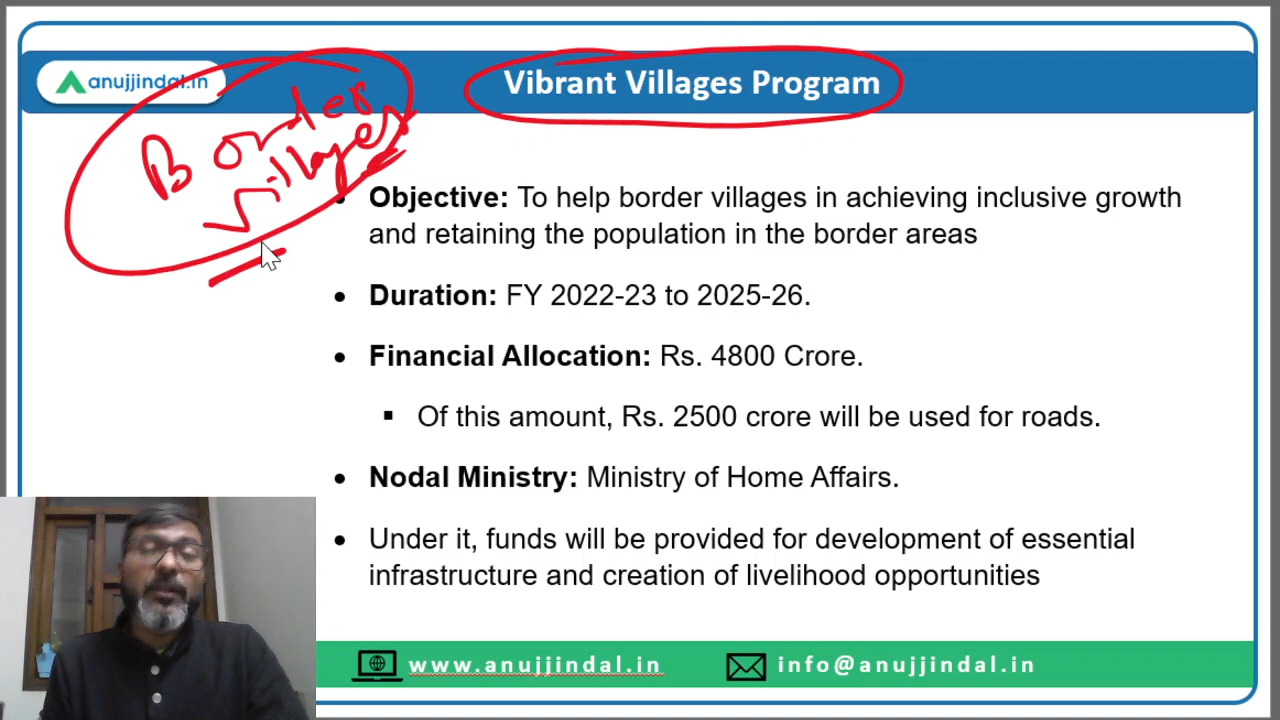 anujjindal.in
Vibrant Villages Program
Border
Villages
• Objective: To help border villages in achieving inclusive growth
and retaining the population in the border areas
• Duration: FY 2022-23 to 2025-26.
• Financial Allocation: Rs. 4800 Crore.
▪ Of this amount, Rs. 2500 crore will be used for roads.
• Nodal Ministry: Ministry of Home Affairs.
• Under it, funds will be provided for development of essential
infrastructure and creation of livelihood opportunities
www.anujjindal.in
info@anujjindal.in